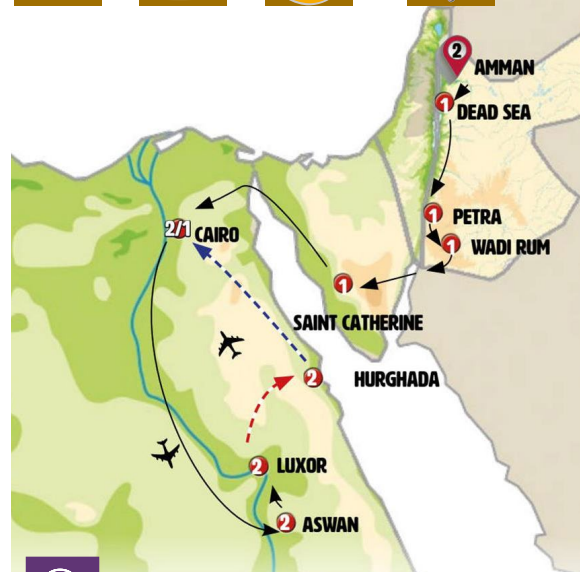 2
AMMAN
1
DEAD SEA
1
PETRA
1
WADI RUM
2/1
CAIRO
1
SAINT CATHERINE
2
HURGHADA
2
LUXOR
2
ASWAN